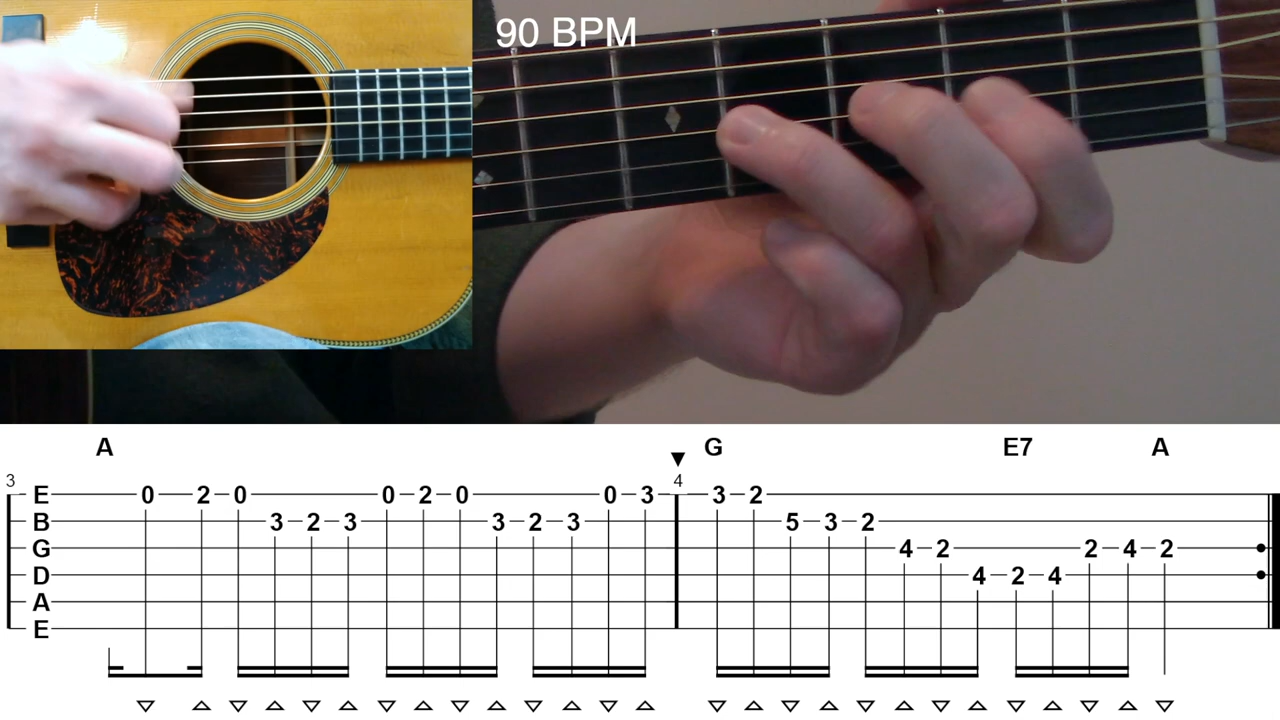 90 BPM
A G E7 A
3 4
E 0 2 0 0 2 0 0 3 3 2
B 3 2 3 3 2 3 5 3 2
G 4 2 2 4 2
D 4 2 4
A
E